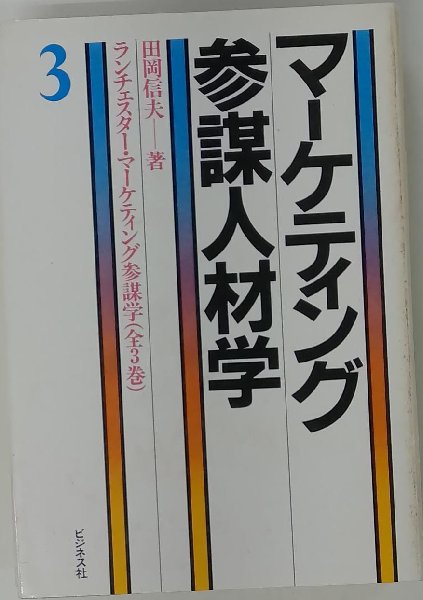 マーケティング
参謀人材学
田岡信夫―著
ランチェスター・マーケティング参謀学(全3巻)
3
ビジネス社